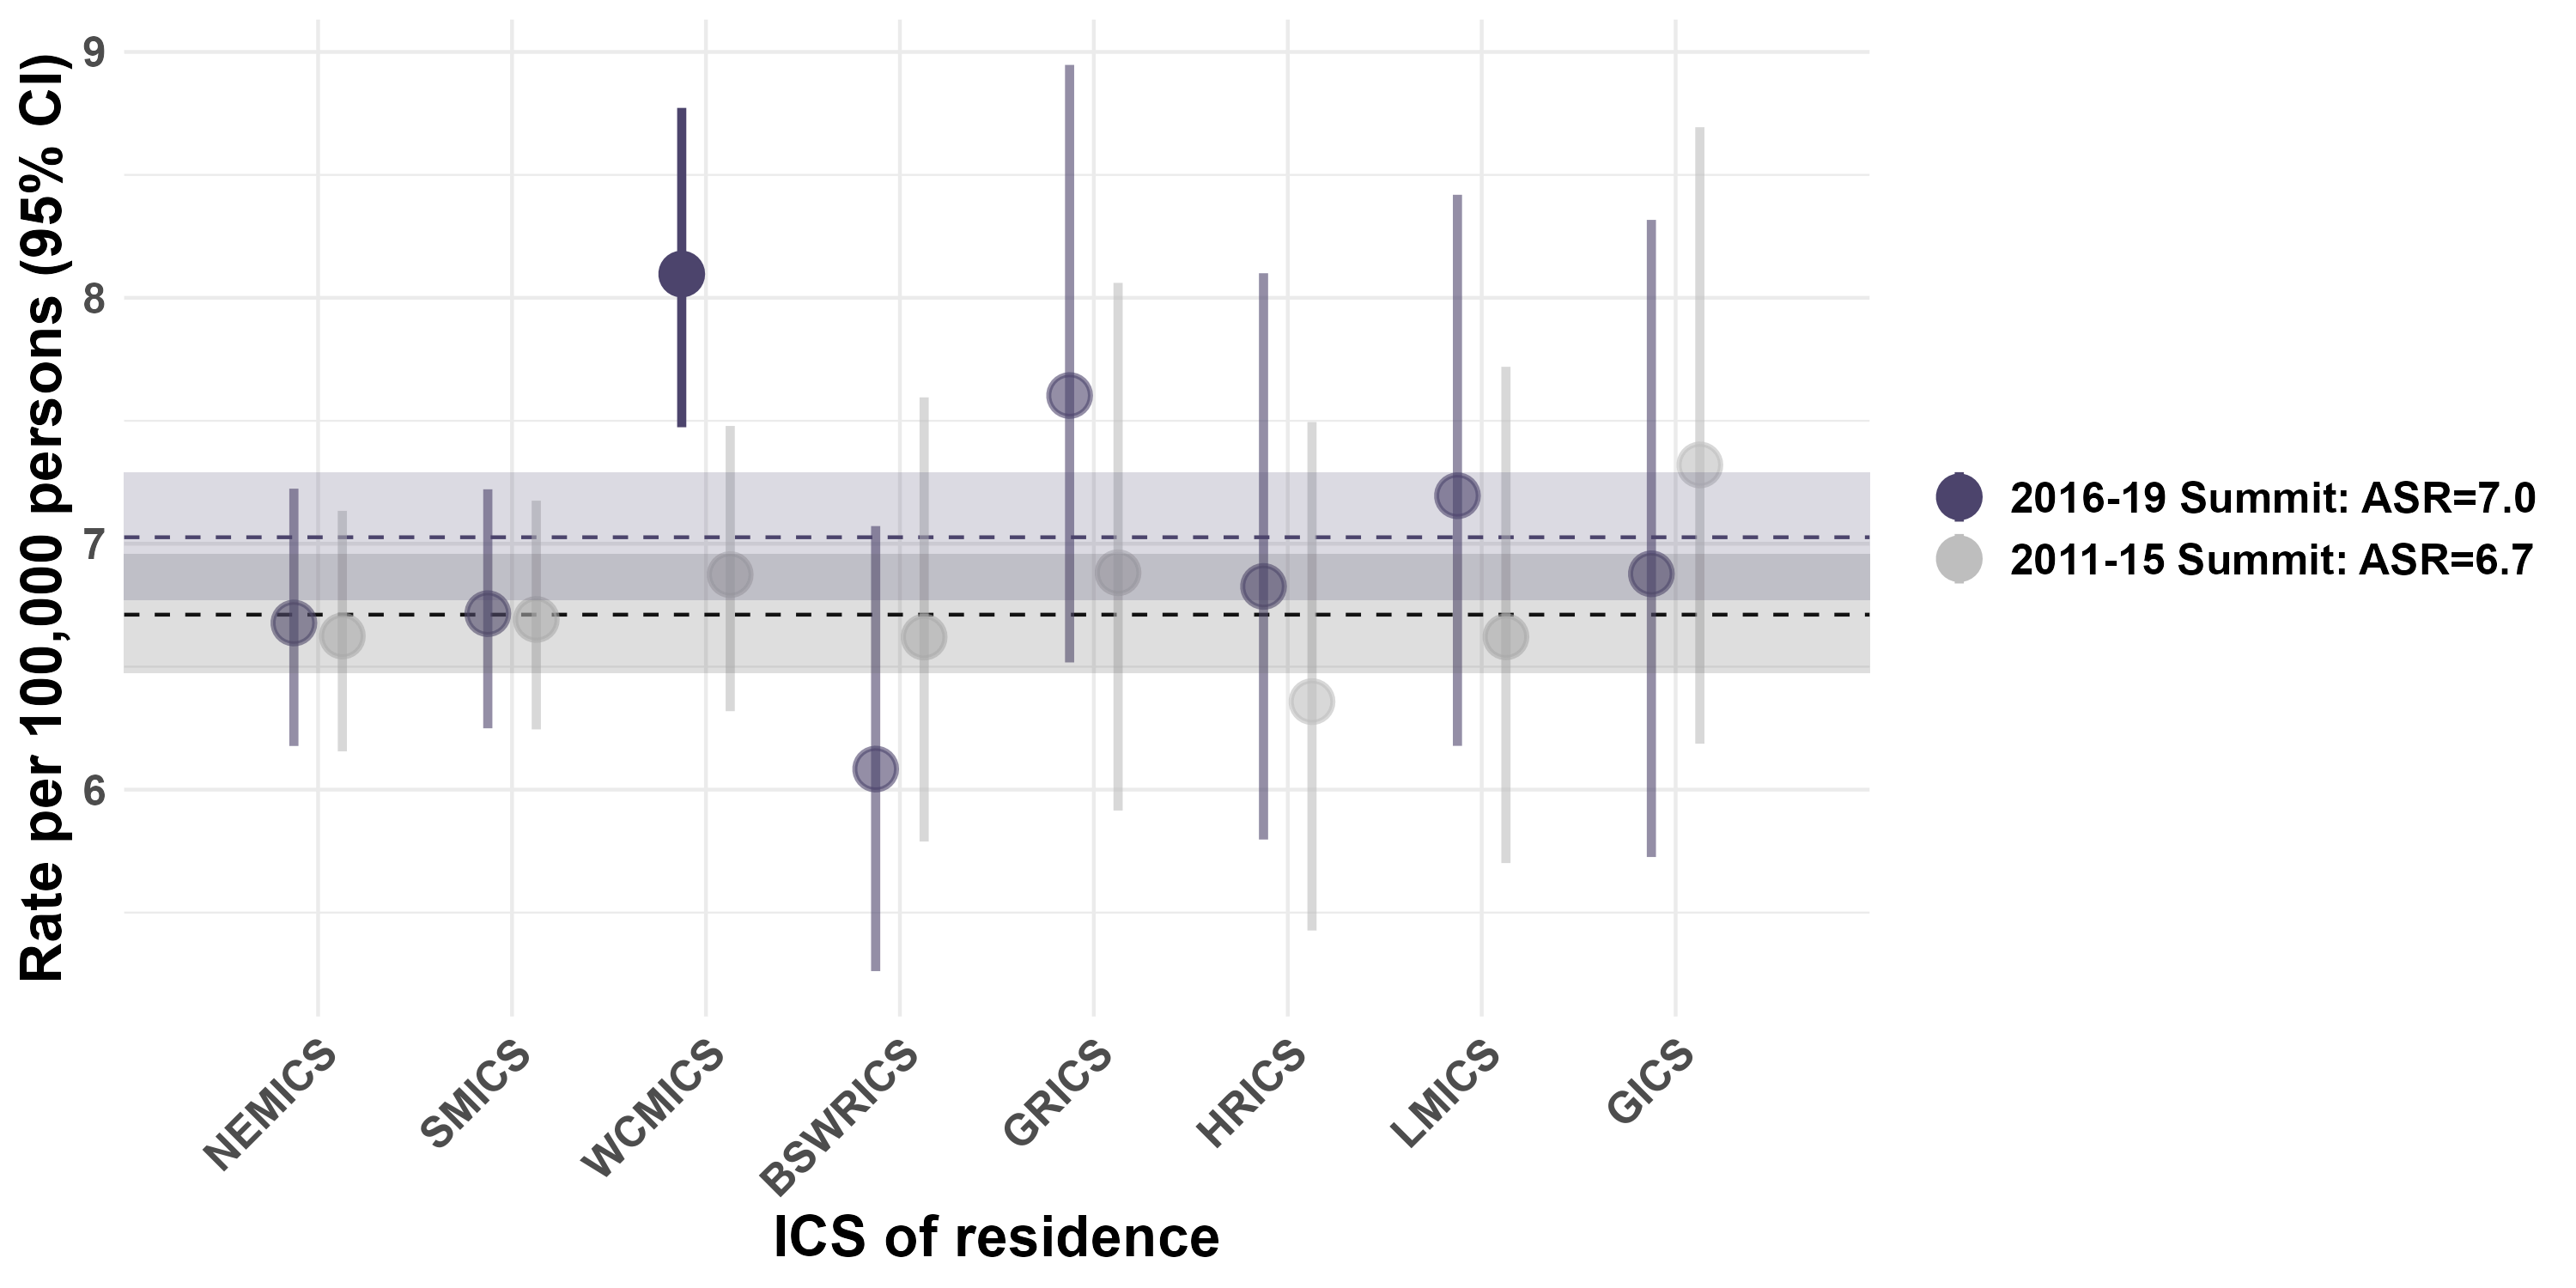 Rate per 100,000 persons (95% CI)
9
8
7
6
NEMICS
SMICS
WCMICS
BSWRICS
GRICS
HRICS
LMICS
GICS
ICS of residence
2016-19 Summit: ASR=7.0
2011-15 Summit: ASR=6.7